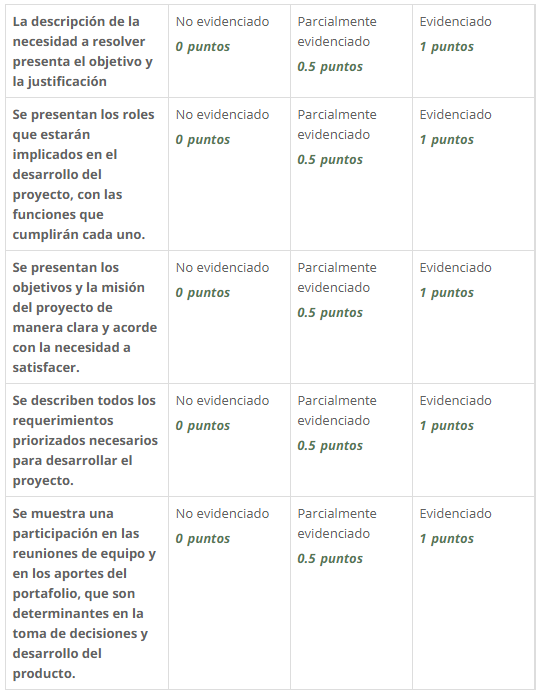 La descripción de la
necesidad a resolver
presenta el objetivo y
la justificación
No evidenciado
0 puntos
Parcialmente
evidenciado
0.5 puntos
Evidenciado
1 puntos
Se presentan los roles
que estarán
implicados en el
desarrollo del
proyecto, con las
funciones que
cumplirán cada uno.
No evidenciado
0 puntos
Parcialmente
evidenciado
0.5 puntos
Evidenciado
1 puntos
Se presentan los
objetivos y la misión
del proyecto de
manera clara y acorde
con la necesidad a
satisfacer.
No evidenciado
0 puntos
Parcialmente
evidenciado
0.5 puntos
Evidenciado
1 puntos
Se describen todos los
requerimientos
priorizados necesarios
para desarrollar el
proyecto.
No evidenciado
0 puntos
Parcialmente
evidenciado
0.5 puntos
Evidenciado
1 puntos
Se muestra una
participación en las
reuniones de equipo y
en los aportes del
portafolio, que son
determinantes en la
toma de decisiones y
desarrollo del
producto.
No evidenciado
0 puntos
Parcialmente
evidenciado
0.5 puntos
Evidenciado
1 puntos